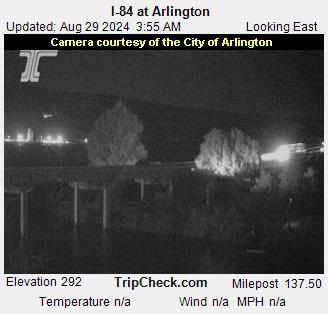 I-84 at Arlington
Updated: Aug 29 2024 3:55 AM Looking East
Camera courtesy of the City of Arlington
Elevation 292 TripCheck.com Milepost 137.50
Temperature n/a Wind n/a MPH n/a